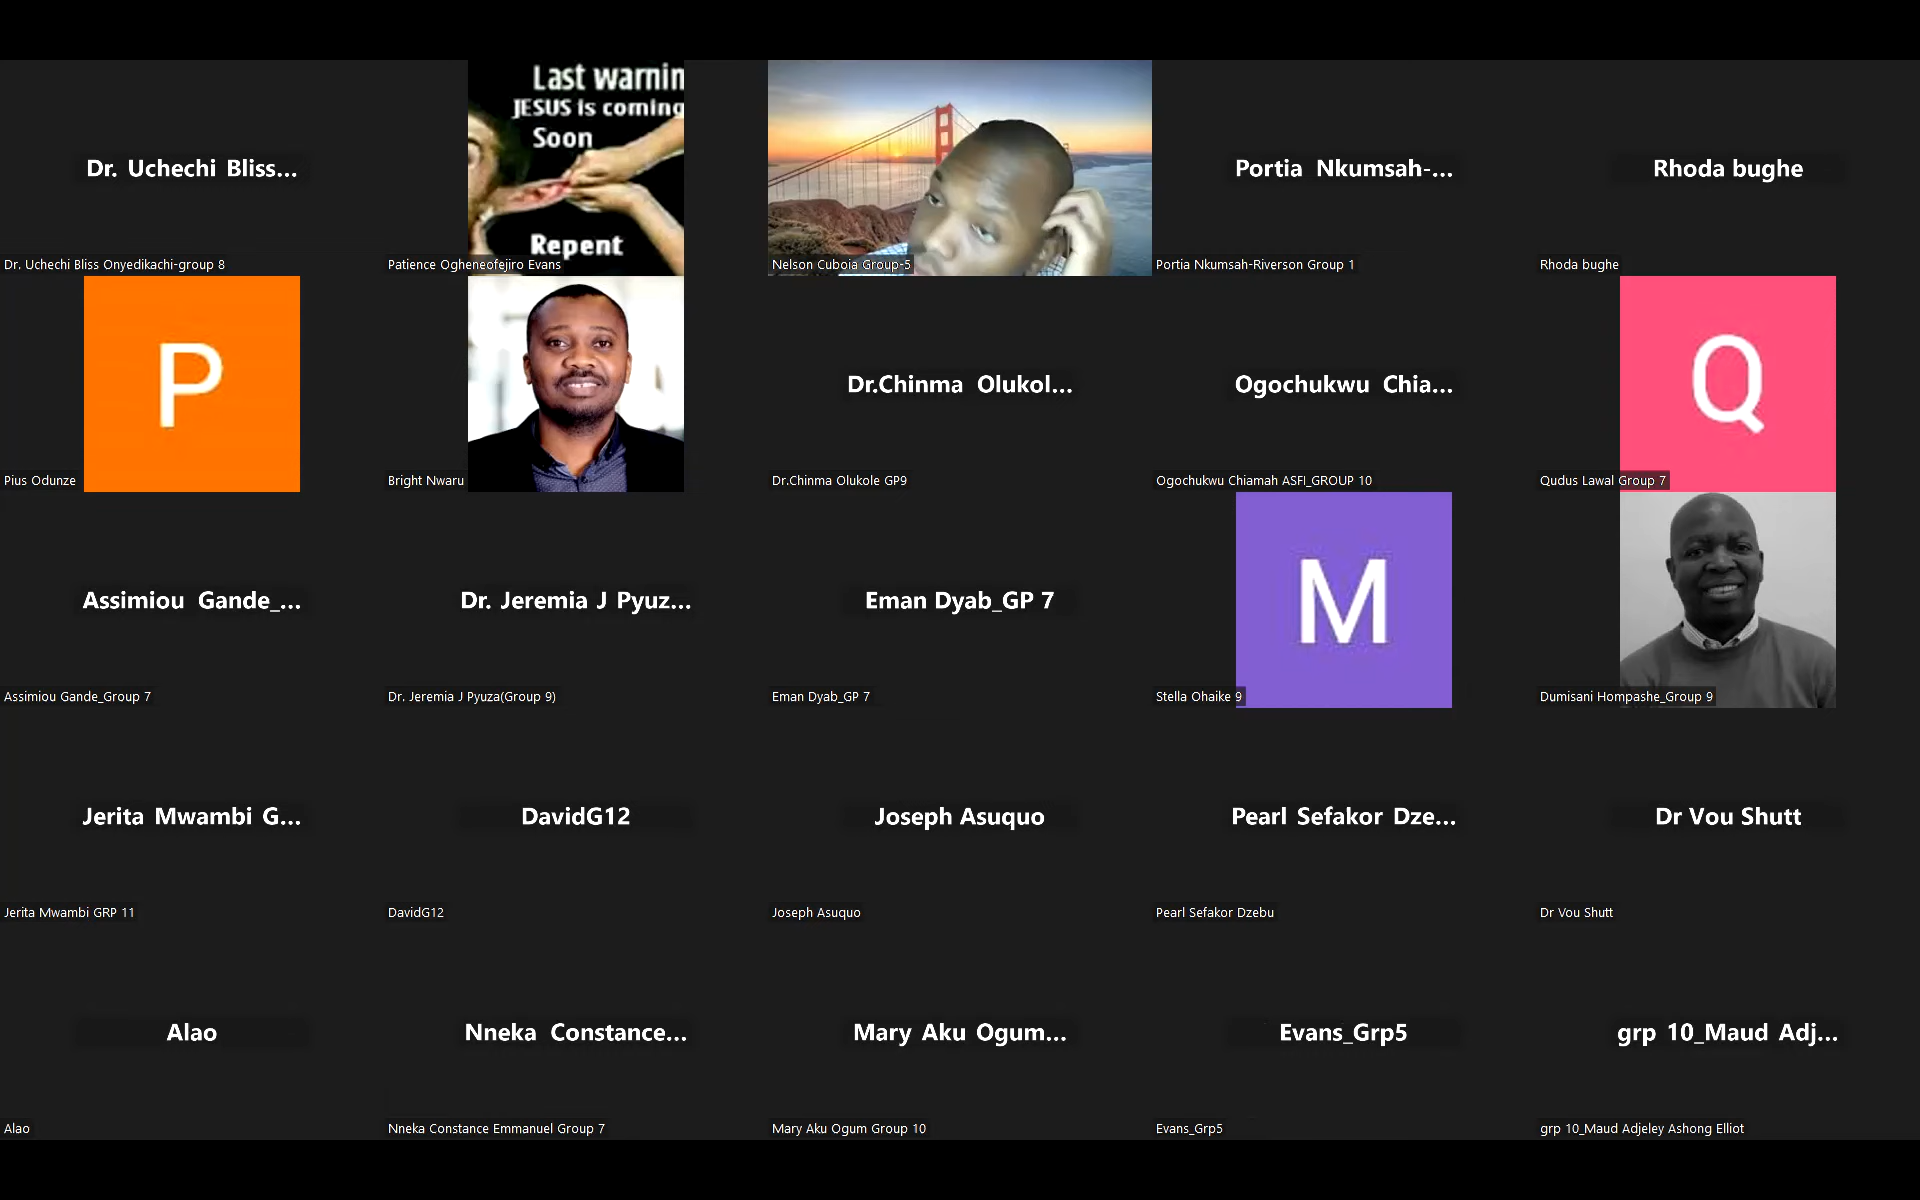 Dr. Uchechi Bliss...
Dr. Uchechi Bliss Onyedikachi-group 8
Last warnin
JESUS is coming
Soon
Repent
Patience Ogheneofejiro Evans
Nelson Cuboia Group-5
Portia Nkumsah-...
Portia Nkumsah-Riverson Group 1
Rhoda bughe
Rhoda bughe
P
Pius Odunze
Bright Nwaru
Dr.Chinma Olukol...
Dr.Chinma Olukole GP9
Ogochukwu Chia...
Ogochukwu Chiamah ASFI_GROUP 10
Q
Qudus Lawal Group 7
Assimiou Gande_...
Assimiou Gande_Group 7
Dr. Jeremia J Pyuz...
Dr. Jeremia J Pyuza(Group 9)
Eman Dyab_GP 7
Eman Dyab_GP 7
M
Stella Ohaike 9
Dumisani Hompashe_Group 9
Jerita Mwambi G...
Jerita Mwambi GRP 11
DavidG12
DavidG12
Joseph Asuquo
Joseph Asuquo
Pearl Sefakor Dze...
Pearl Sefakor Dzebu
Dr Vou Shutt
Dr Vou Shutt
Alao
Alao
Nneka Constance...
Nneka Constance Emmanuel Group 7
Mary Aku Ogum...
Mary Aku Ogum Group 10
Evans_Grp5
Evans_Grp5
grp 10_Maud Adj...
grp 10_Maud Adjeley Ashong Elliot